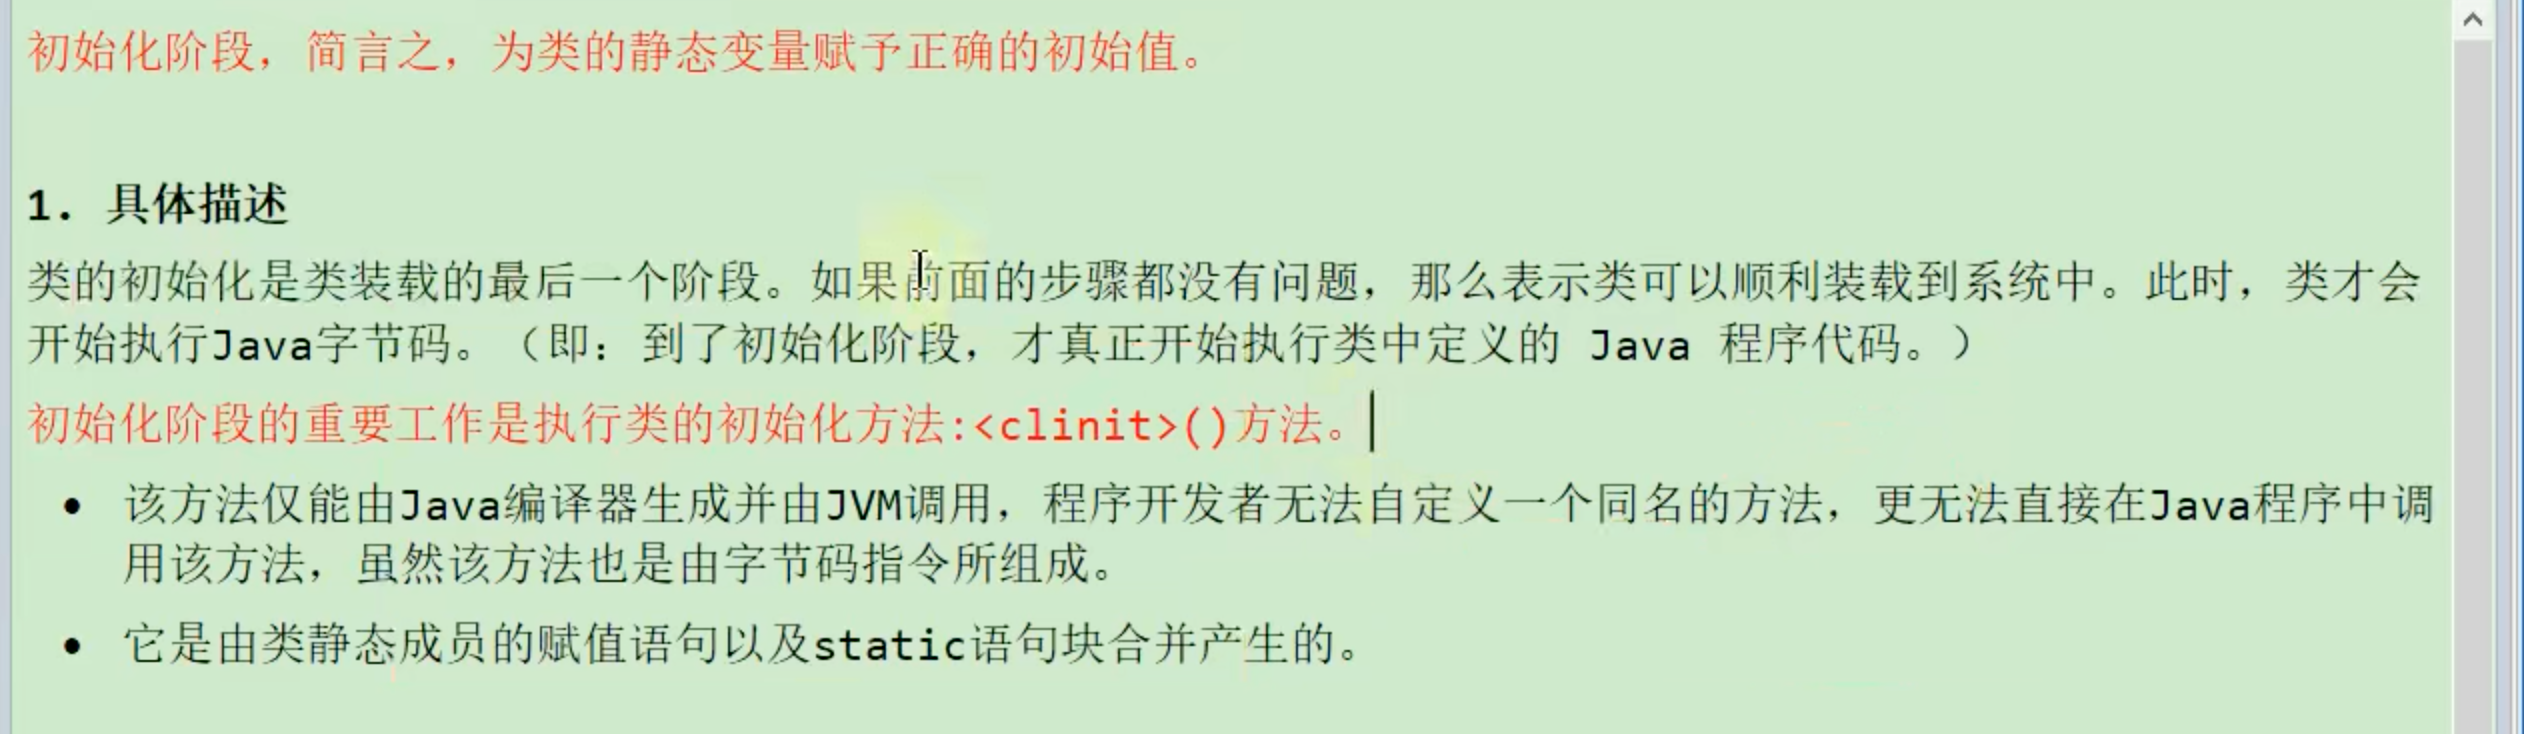 初始化阶段，简言之，为类的静态变量赋予正确的初始值。
1. 具体描述
类的初始化是类装载的最后一个阶段。如果前面的步骤都没有问题，那么表示类可以顺利装载到系统中。此时，类才会
开始执行Java字节码。（即：到了初始化阶段，才真正开始执行类中定义的 Java 程序代码。）
初始化阶段的重要工作是执行类的初始化方法:<clinit>()方法。
• 该方法仅能由Java编译器生成并由JVM调用，程序开发者无法自定义一个同名的方法，更无法直接在Java程序中调
用该方法，虽然该方法也是由字节码指令所组成。
• 它是由类静态成员的赋值语句以及static语句块合并产生的。